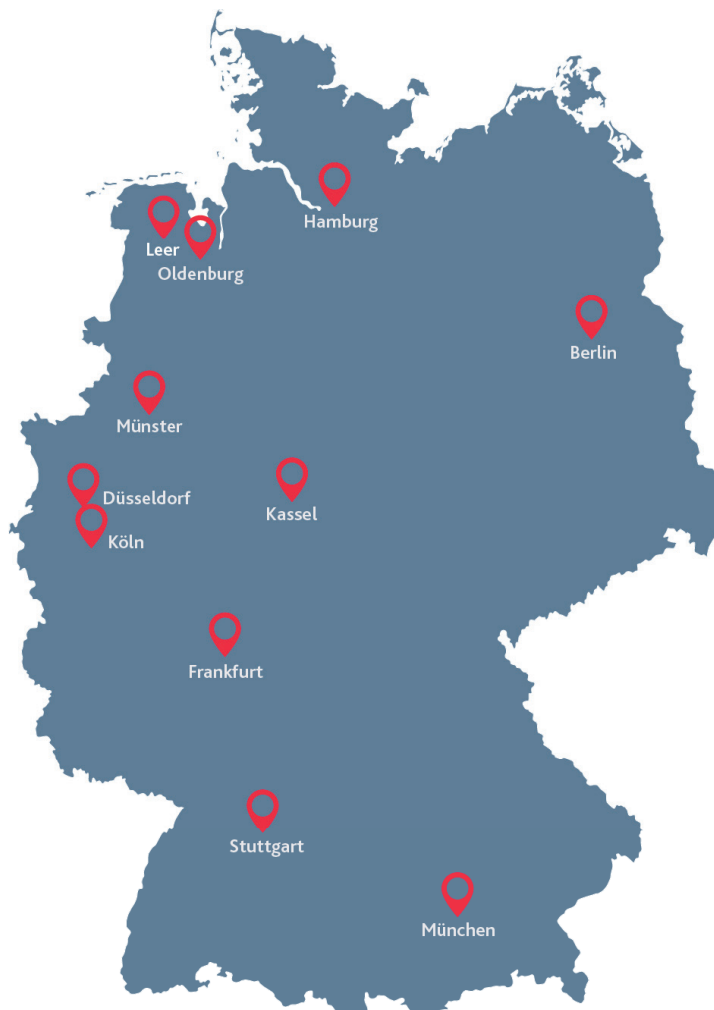 Hamburg
Leer
Oldenburg
Berlin
Münster
Düsseldorf
Kassel
Köln
Frankfurt
Stuttgart
München